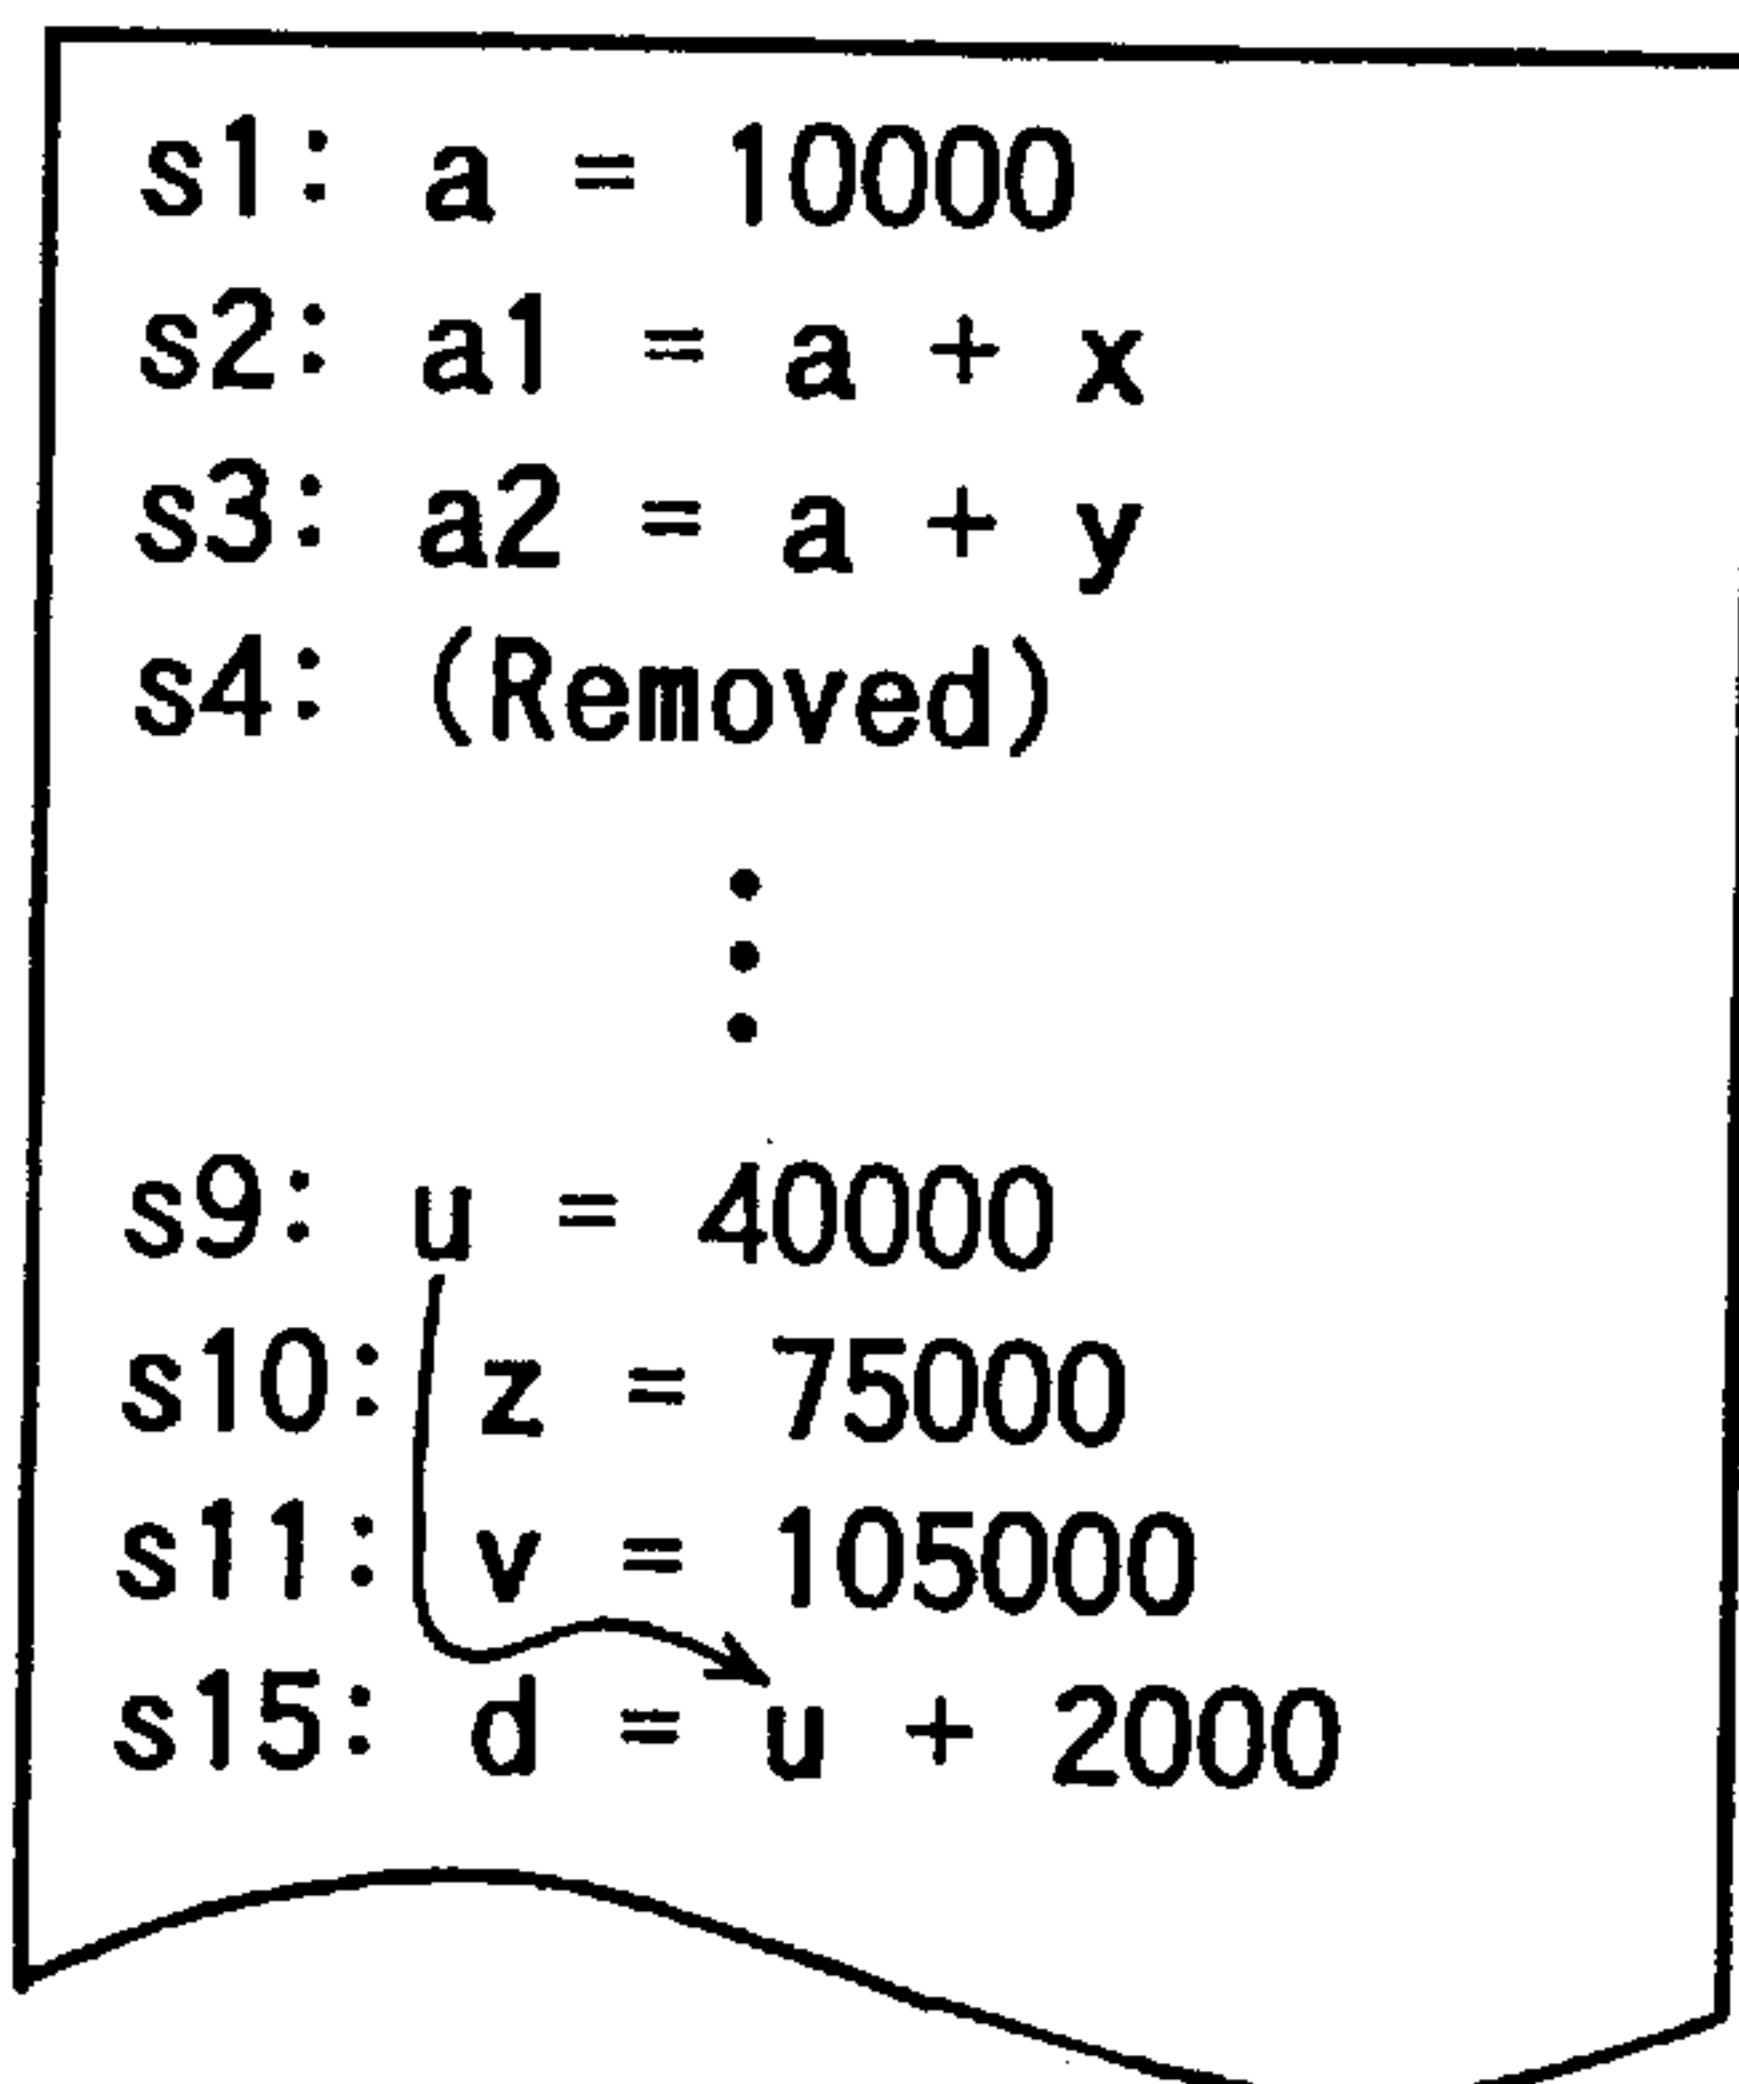 s1: a = 10000
s2: a1 = a + x
s3: a2 = a + y
s4: (Removed)
s9: u = 40000
s10: z = 75000
s11: v = 105000
s15: d = u + 2000